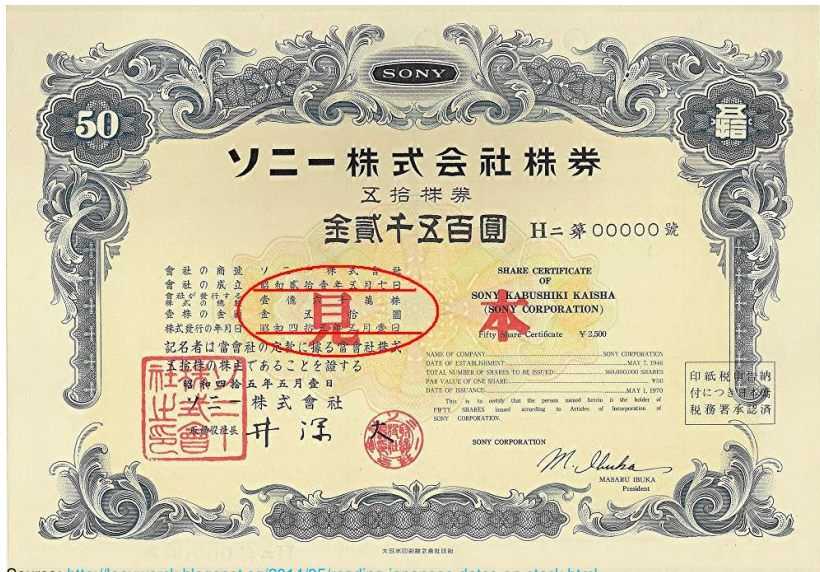 SONY
50
五拾
ソニー株式会社株券
五拾株券
金貳千五百圓 Hニ第00000號
會社の商號 ソニー株式会社
會社の成立 昭和貳拾壹年五月七日
會社が發行する株式の總數 萬株
壹株の金額 金五拾圓
株式發行の年月日 昭和四拾五年五月壹日
見本
記名者は當會社の定款に據る當會社株式
五拾株の株主であることを證する
昭和四拾五年五月壹日
ソニー株式會社
取締役社長 井深大
SHARE CERTIFICATE
OF
SONY KABUSHIKI KAISHA
(SONY CORPORATION)
Fifty Share Certificate ¥ 2,500
NAME OF COMPANY SONY CORPORATION
DATE OF ESTABLISHMENT MAY 7, 1946
TOTAL NUMBER OF SHARES TO BE ISSUED SHARES
PAR VALUE OF ONE SHARE ¥50
DATE OF ISSUANCE MAY 1, 1970
This is to certify that the person named herein is the holder of
FIFTY SHARES issued according to Articles of Incorporation of
SONY CORPORATION.
SONY CORPORATION
M. Ibuka
MASARU IBUKA
President
印紙税申告納
付につき日本橋
税務署承認済